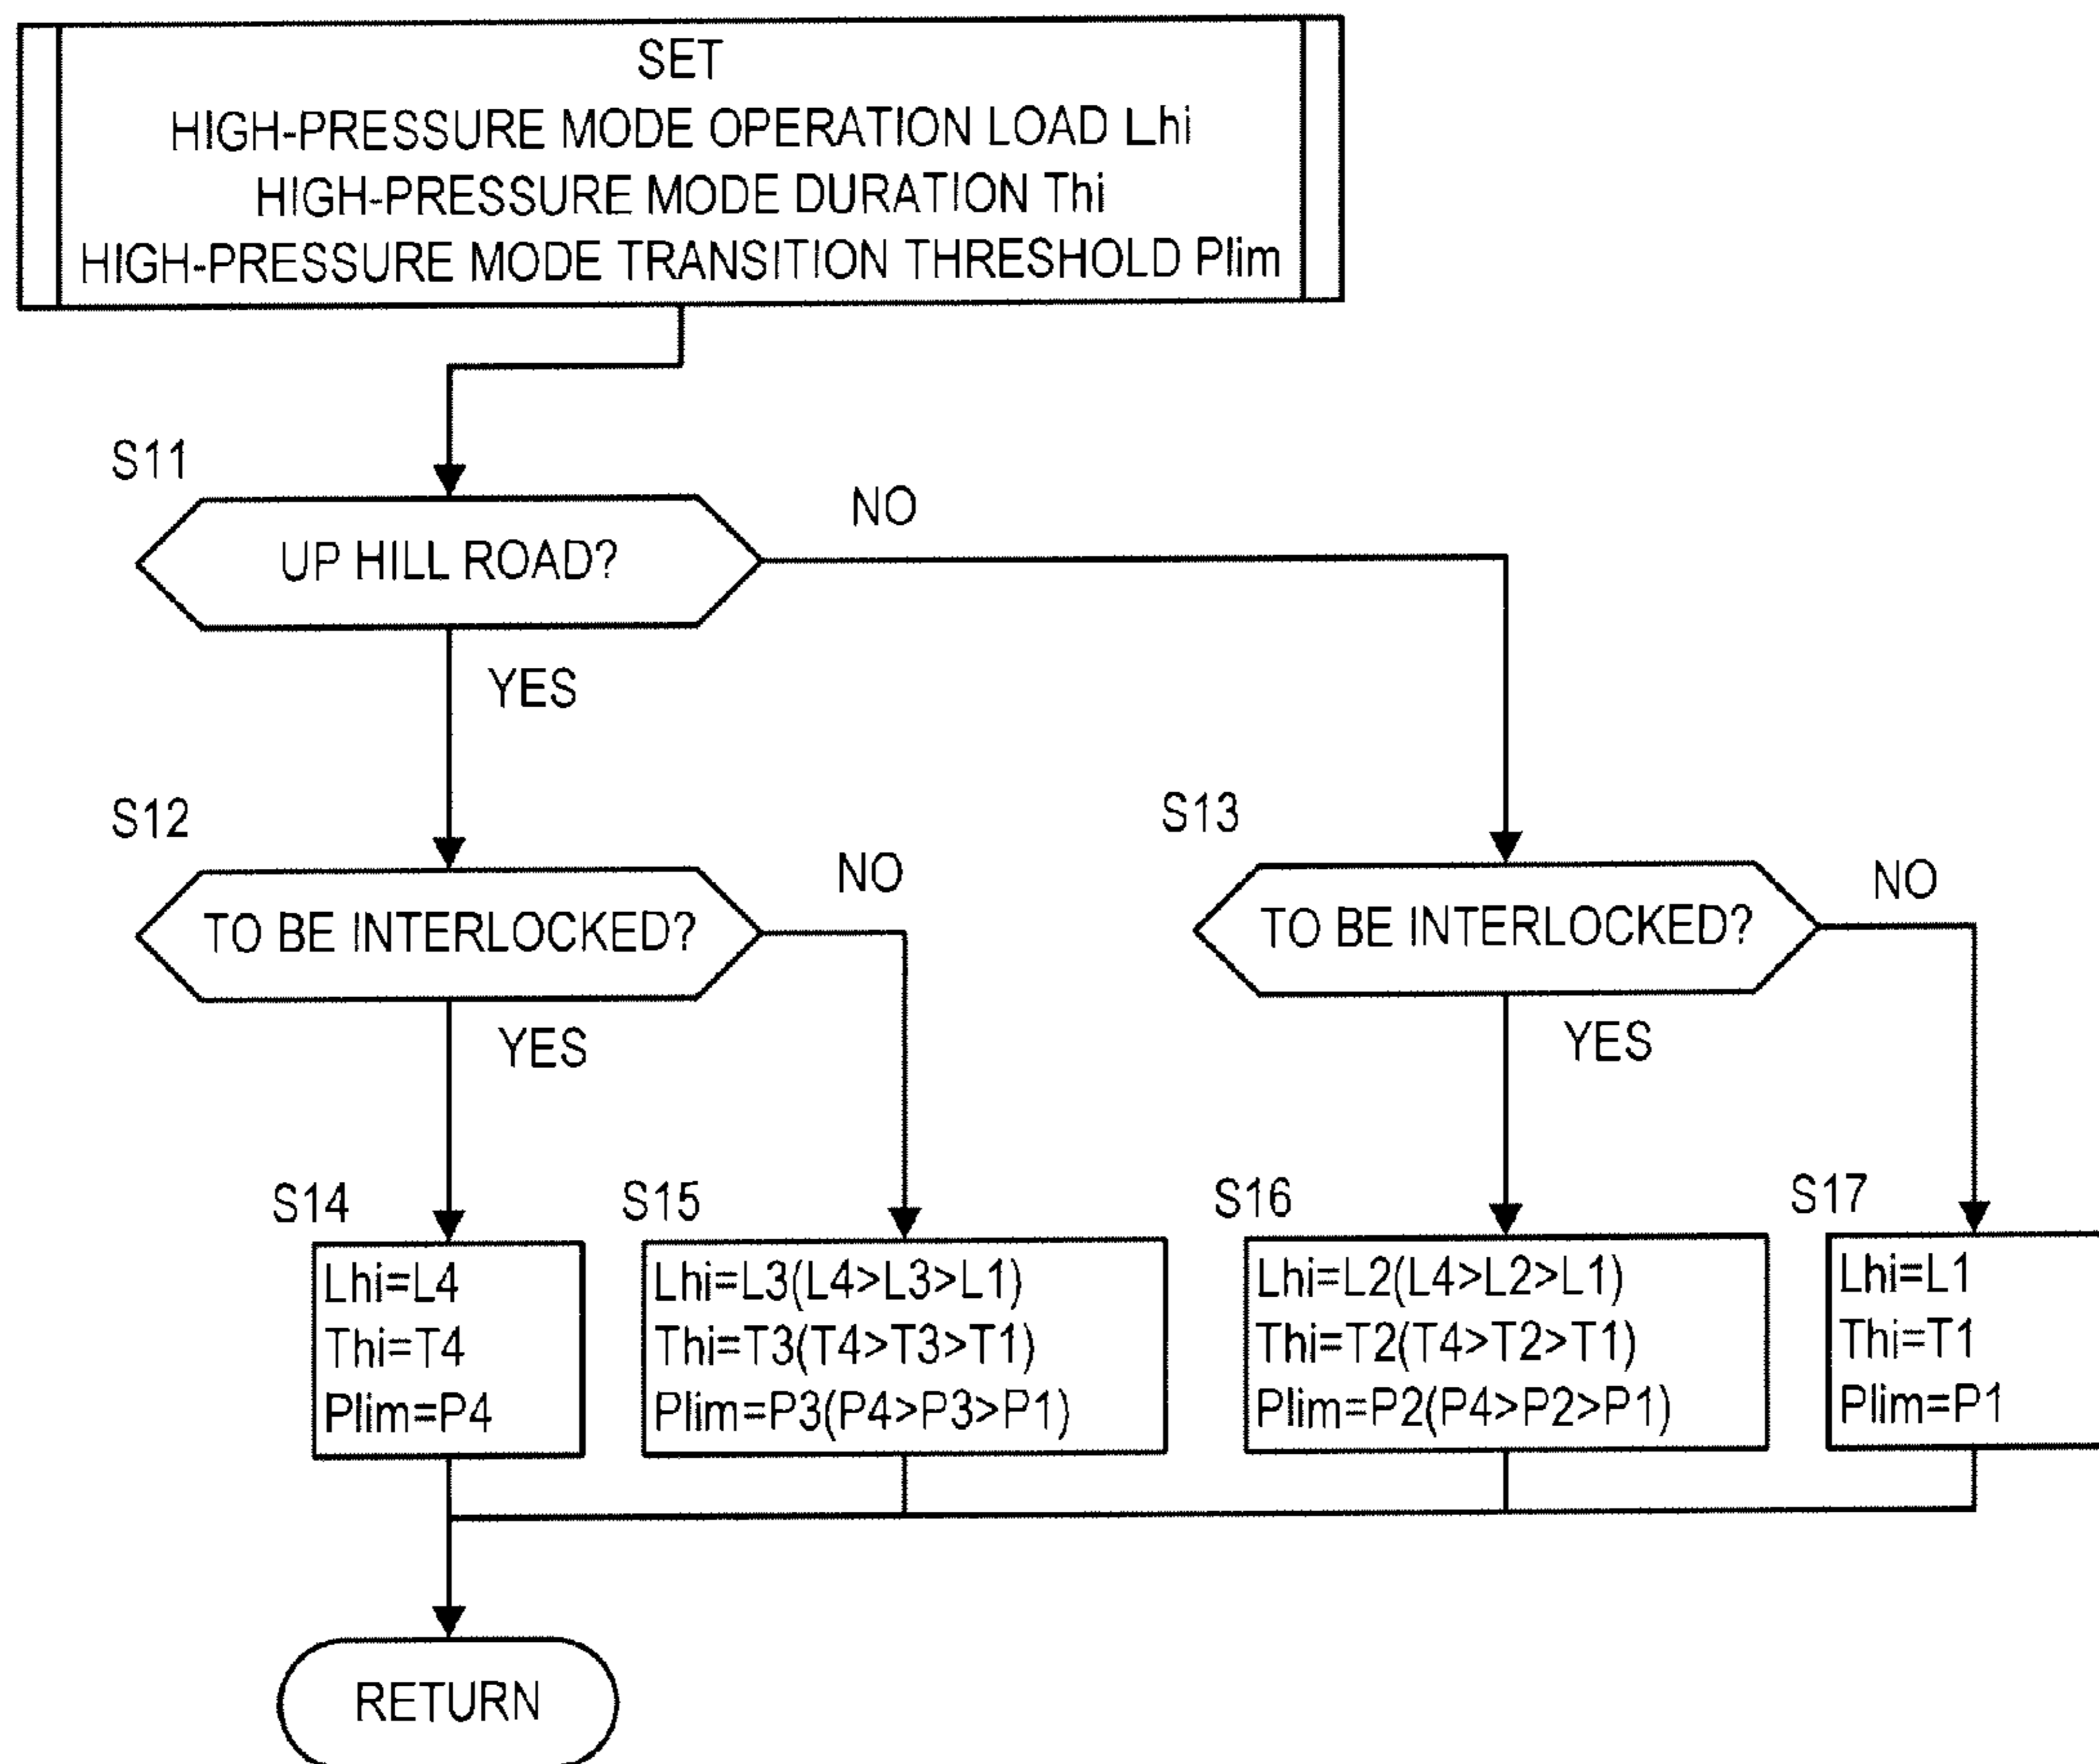 SET
HIGH-PRESSURE MODE OPERATION LOAD Lhi
HIGH-PRESSURE MODE DURATION Thi
HIGH-PRESSURE MODE TRANSITION THRESHOLD Plim
S11
UP HILL ROAD?
NO
YES
S12
TO BE INTERLOCKED?
NO
YES
S13
TO BE INTERLOCKED?
NO
YES
S14
Lhi=L4
Thi=T4
Plim=P4
S15
Lhi=L3(L4>L3>L1)
Thi=T3(T4>T3>T1)
Plim=P3(P4>P3>P1)
S16
Lhi=L2(L4>L2>L1)
Thi=T2(T4>T2>T1)
Plim=P2(P4>P2>P1)
S17
Lhi=L1
Thi=T1
Plim=P1
RETURN